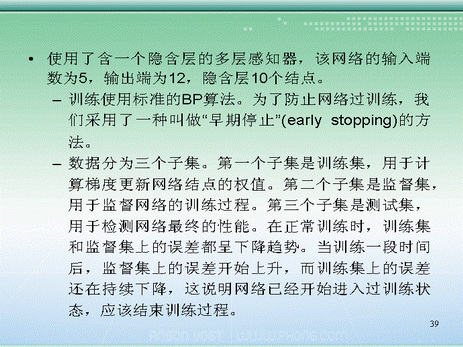 • 使用了含一个隐含层的多层感知器，该网络的输入端
数为5，输出端为12，隐含层10个结点。
– 训练使用标准的BP算法。为了防止网络过训练，我
们采用了一种叫做“早期停止”(early stopping)的方
法。
– 数据分为三个子集。第一个子集是训练集，用于计
算梯度更新网络结点的权值。第二个子集是监督集，
用于监督网络的训练过程。第三个子集是测试集，
用于检测网络最终的性能。在正常训练时，训练集
和监督集上的误差都呈下降趋势。当训练一段时间
后，监督集上的误差开始上升，而训练集上的误差
还在持续下降，这说明网络已经开始进入过训练状
态，应该结束训练过程。
39